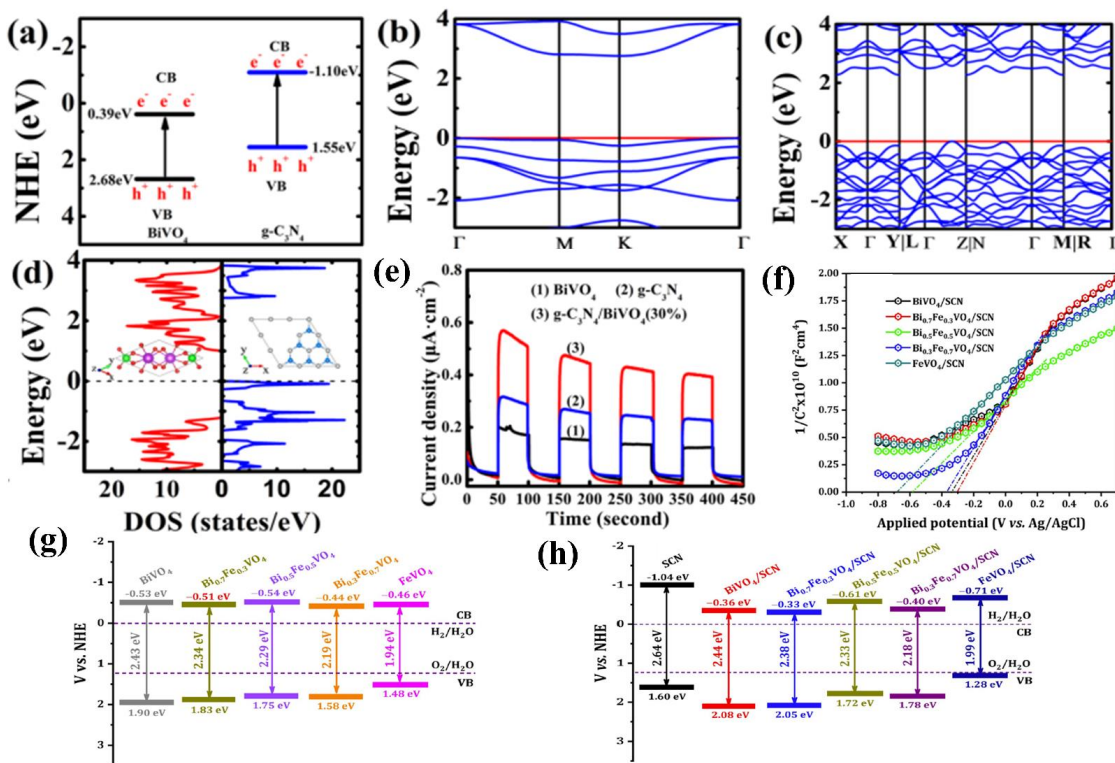 (a)
NHE (eV)
-2
0
2
4
CB
e⁻ e⁻ e⁻
-1.10eV
CB
e⁻ e⁻ e⁻
0.39eV
1.55eV
h⁺ h⁺ h⁺
VB
2.68eV
h⁺ h⁺ h⁺
VB
BiVO₄
g-C₃N₄
(b)
Energy (eV)
4
2
0
-2
Γ M K Γ
(c)
Energy (eV)
4
2
0
-2
X Γ Y|L Γ Z|N Γ M|R Γ
(d)
Energy (eV)
4
2
0
-2
Y
Z X
Y
Z X
20 10 0 10 20
DOS (states/eV)
(e)
Current density (μA·cm⁻²)
0.8
0.6
0.4
0.2
0.0
(1) BiVO₄ (2) g-C₃N₄
(3) g-C₃N₄/BiVO₄(30%)
(3)
(2)
(1)
0 50 100 150 200 250 300 350 400 450
Time (second)
(f)
1/C²x10¹⁰ (F²cm⁴)
2.00
1.75
1.50
1.25
1.00
0.75
0.50
0.25
0.00
BiVO₄/SCN
Bi₀.₇Fe₀.₃VO₄/SCN
Bi₀.₅Fe₀.₅VO₄/SCN
Bi₀.₃Fe₀.₇VO₄/SCN
FeVO₄/SCN
-0.8 -0.6 -0.4 -0.2 0.0 0.2 0.4 0.6
Applied potential (V vs. Ag/AgCl)
(g)
V vs. NHE
-2
-1
0
1
2
3
BiVO₄
Bi₀.₇Fe₀.₃VO₄
Bi₀.₅Fe₀.₅VO₄
Bi₀.₃Fe₀.₇VO₄
FeVO₄
−0.53 eV
−0.51 eV
−0.54 eV
−0.44 eV
−0.46 eV
CB
H₂/H₂O
2.43 eV
2.34 eV
2.29 eV
2.19 eV
1.94 eV
O₂/H₂O
VB
1.90 eV
1.83 eV
1.75 eV
1.58 eV
1.48 eV
(h)
V vs. NHE
-2
-1
0
1
2
3
SCN
BiVO₄/SCN
Bi₀.₇Fe₀.₃VO₄/SCN
Bi₀.₅Fe₀.₅VO₄/SCN
Bi₀.₃Fe₀.₇VO₄/SCN
FeVO₄/SCN
−1.04 eV
−0.36 eV
−0.33 eV
−0.61 eV
−0.40 eV
−0.71 eV
H₂/H₂O
CB
2.64 eV
2.44 eV
2.38 eV
2.33 eV
2.18 eV
1.99 eV
O₂/H₂O
VB
1.60 eV
2.08 eV
2.05 eV
1.72 eV
1.78 eV
1.28 eV